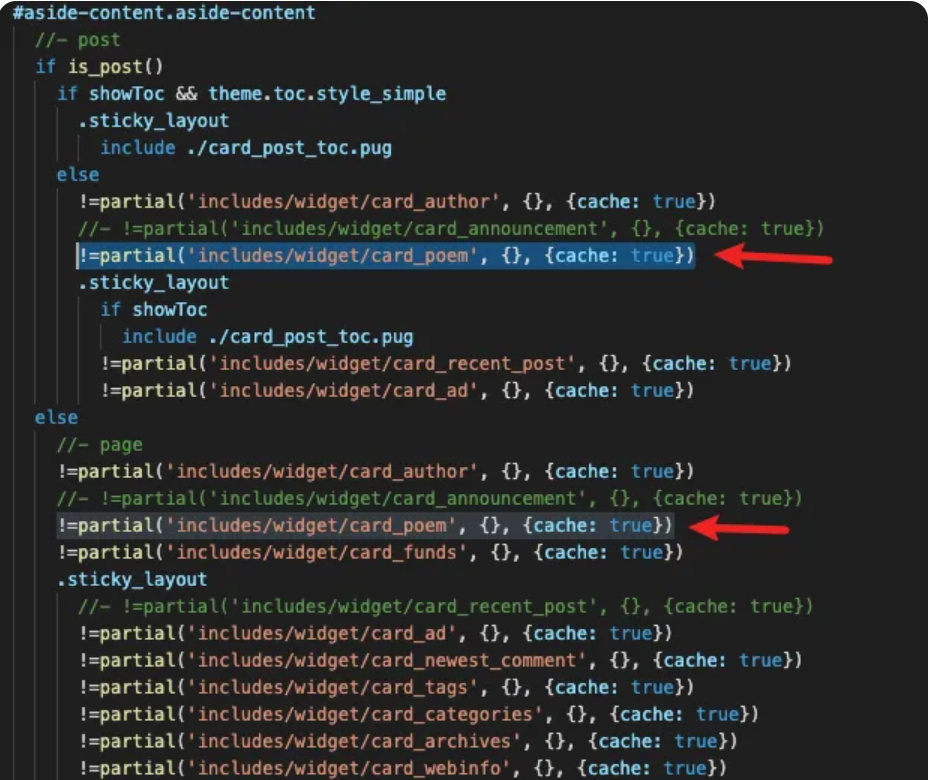 #aside-content.aside-content
//- post
if is_post()
if showToc && theme.toc.style_simple
.sticky_layout
include ./card_post_toc.pug
else
!=partial('includes/widget/card_author', {}, {cache: true})
//- !=partial('includes/widget/card_announcement', {}, {cache: true})
!=partial('includes/widget/card_poem', {}, {cache: true})
.sticky_layout
if showToc
include ./card_post_toc.pug
!=partial('includes/widget/card_recent_post', {}, {cache: true})
!=partial('includes/widget/card_ad', {}, {cache: true})
else
//- page
!=partial('includes/widget/card_author', {}, {cache: true})
//- !=partial('includes/widget/card_announcement', {}, {cache: true})
!=partial('includes/widget/card_poem', {}, {cache: true})
!=partial('includes/widget/card_funds', {}, {cache: true})
.sticky_layout
//- !=partial('includes/widget/card_recent_post', {}, {cache: true})
!=partial('includes/widget/card_ad', {}, {cache: true})
!=partial('includes/widget/card_newest_comment', {}, {cache: true})
!=partial('includes/widget/card_tags', {}, {cache: true})
!=partial('includes/widget/card_categories', {}, {cache: true})
!=partial('includes/widget/card_archives', {}, {cache: true})
!=partial('includes/widget/card_webinfo', {}, {cache: true})